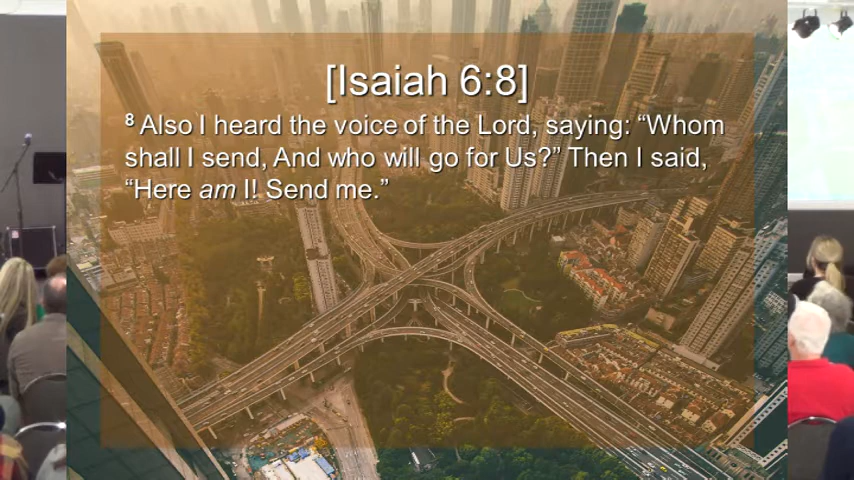 [Isaiah 6:8]
8 Also I heard the voice of the Lord, saying: “Whom
shall I send, And who will go for Us?” Then I said,
“Here am I! Send me.”